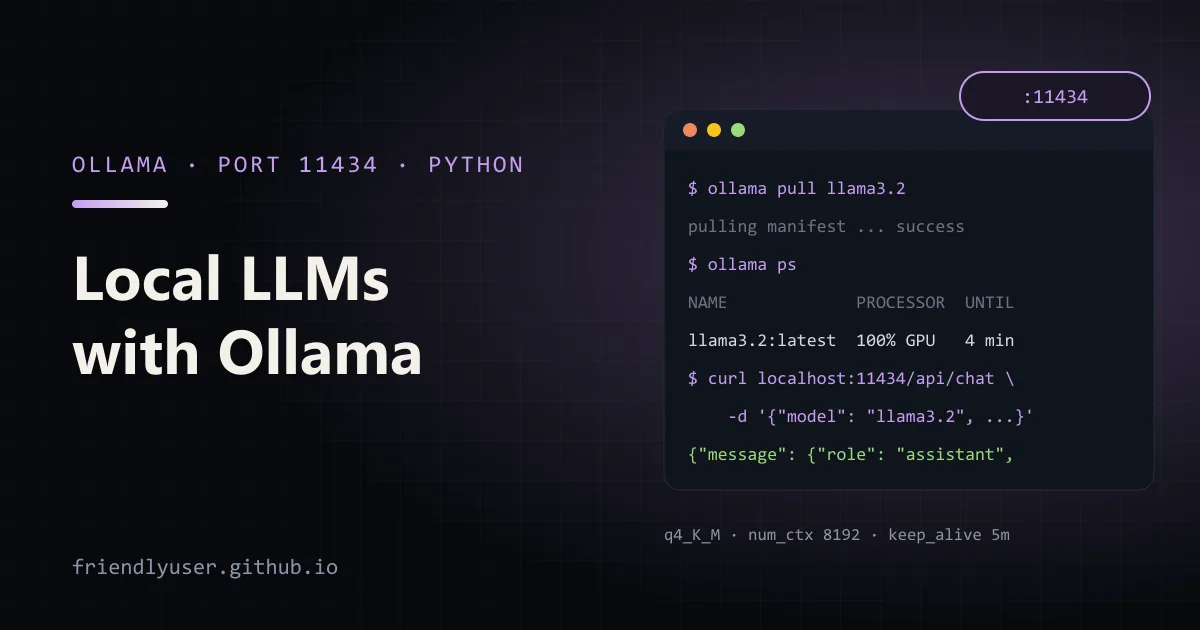 OLLAMA · PORT 11434 · PYTHON
Local LLMs
with Ollama
friendlyuser.github.io
:11434
$ ollama pull llama3.2
pulling manifest ... success
$ ollama ps
NAME PROCESSOR UNTIL
llama3.2:latest 100% GPU 4 min
$ curl localhost:11434/api/chat \
-d '{"model": "llama3.2", ...}'
{"message": {"role": "assistant",
q4_K_M · num_ctx 8192 · keep_alive 5m